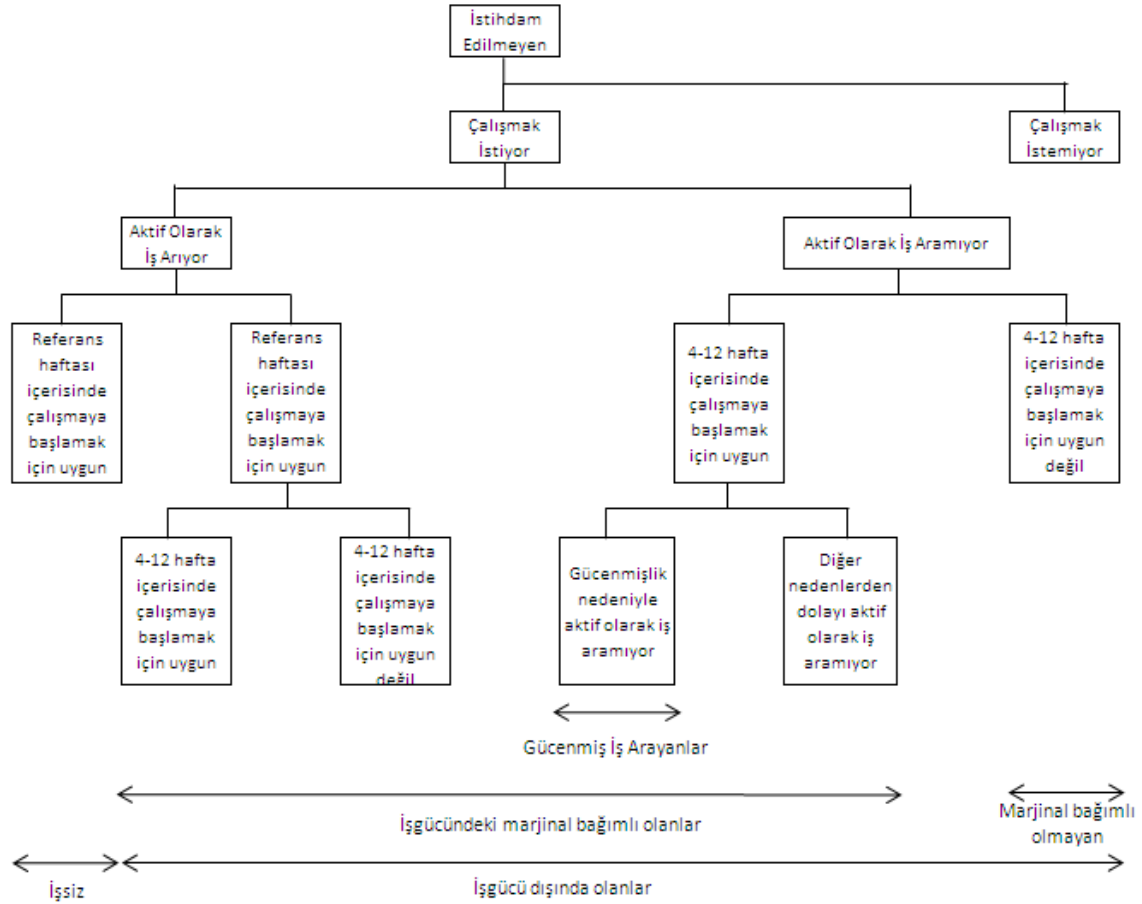 İstihdam
Edilmeyen
Çalışmak
İstiyor
Çalışmak
İstemiyor
Aktif Olarak
İş Arıyor
Aktif Olarak İş Aramıyor
Referans
haftası
içerisinde
çalışmaya
başlamak
için uygun
Referans
haftası
içerisinde
çalışmaya
başlamak
için uygun
4-12 hafta
içerisinde
çalışmaya
başlamak
için uygun
4-12 hafta
içerisinde
çalışmaya
başlamak
için uygun
değil
4-12 hafta
içerisinde
çalışmaya
başlamak
için uygun
4-12 hafta
içerisinde
çalışmaya
başlamak
için uygun
değil
Gücenmişlik
nedeniyle
aktif olarak iş
aramıyor
Diğer
nedenlerden
dolayı aktif
olarak iş
aramıyor
Gücenmiş İş Arayanlar
İşgücündeki marjinal bağımlı olanlar
Marjinal bağımlı
olmayan
İşsiz
İşgücü dışında olanlar